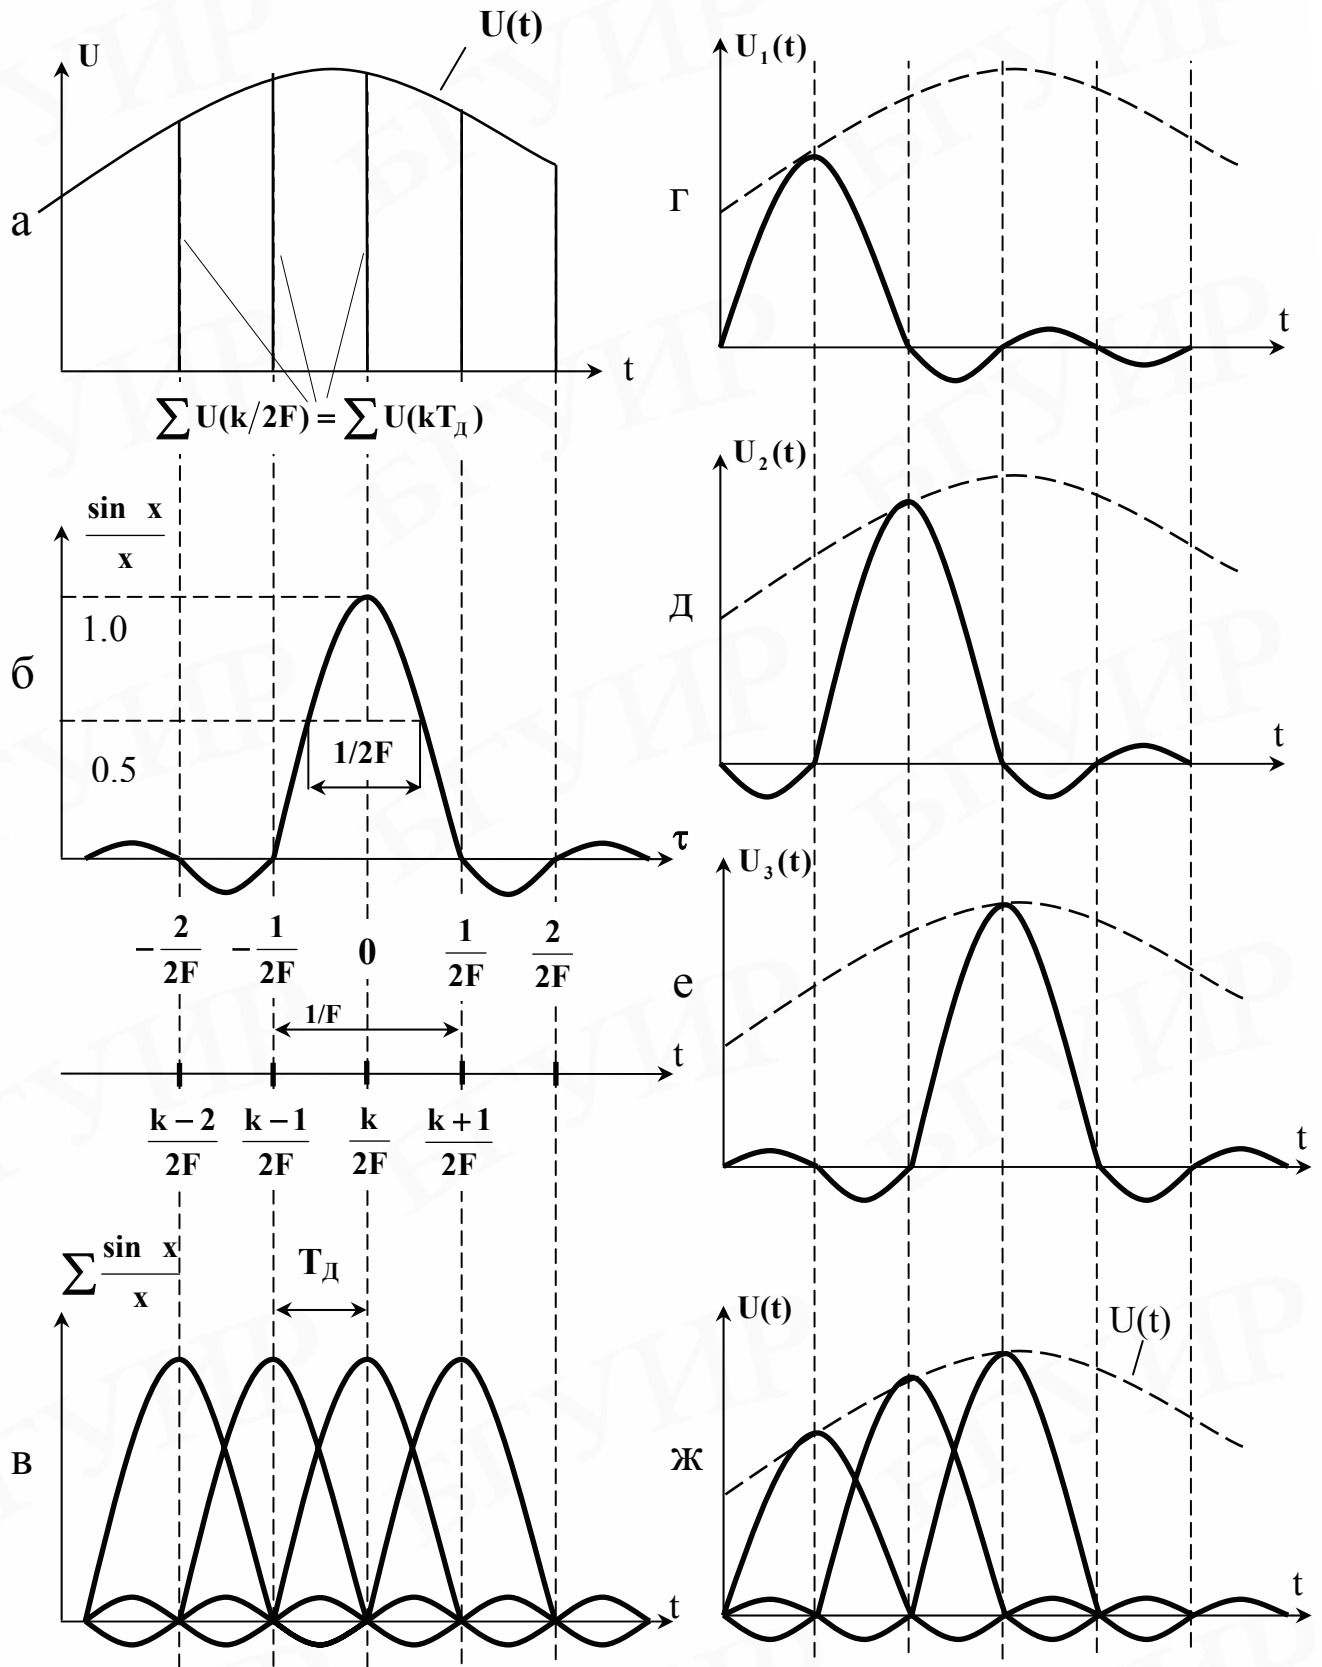 U
U(t)
а
t
∑ U(k/2F) = ∑ U(kT_Д)
sin x / x
1.0
б
0.5
1/2F
τ
−2/2F −1/2F 0 1/2F 2/2F
1/F
t
k−2/2F k−1/2F k/2F k+1/2F
∑ sin x / x
T_Д
в
t
U₁(t)
г
t
U₂(t)
д
t
U₃(t)
е
t
U(t)
U(t)
ж
t
БГУИР